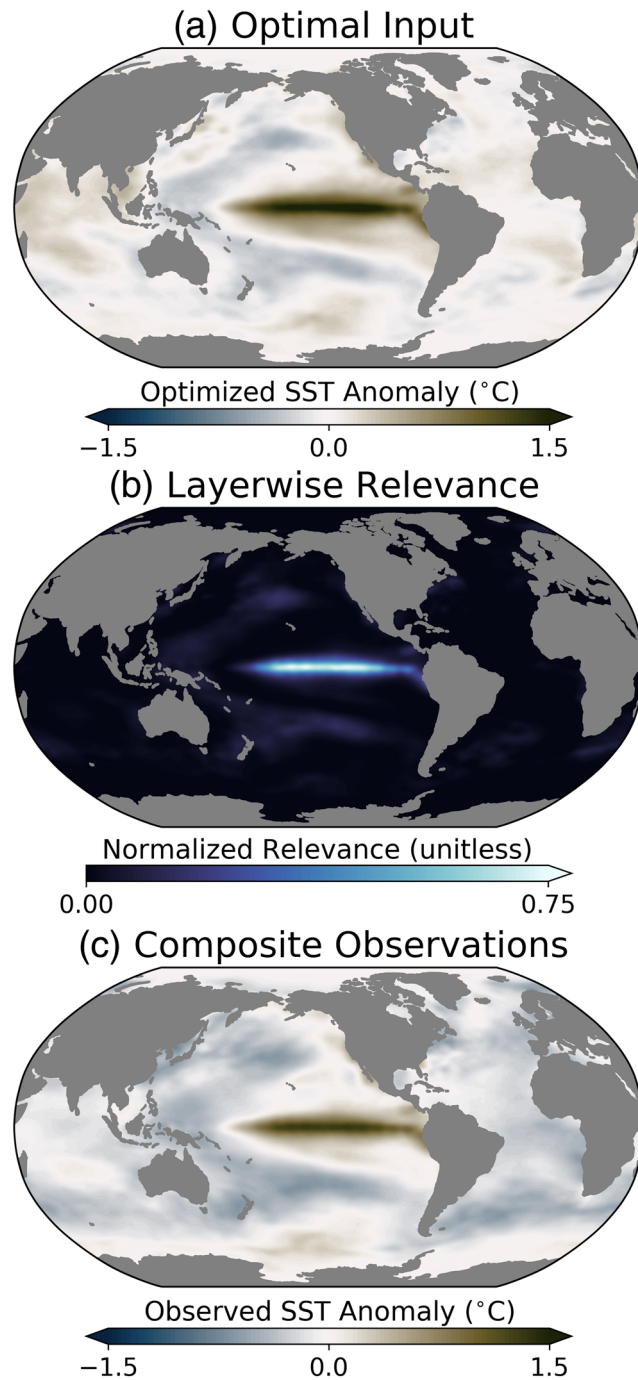 (a) Optimal Input
Optimized SST Anomaly (°C)
−1.5 0.0 1.5
(b) Layerwise Relevance
Normalized Relevance (unitless)
0.00 0.75
(c) Composite Observations
Observed SST Anomaly (°C)
−1.5 0.0 1.5